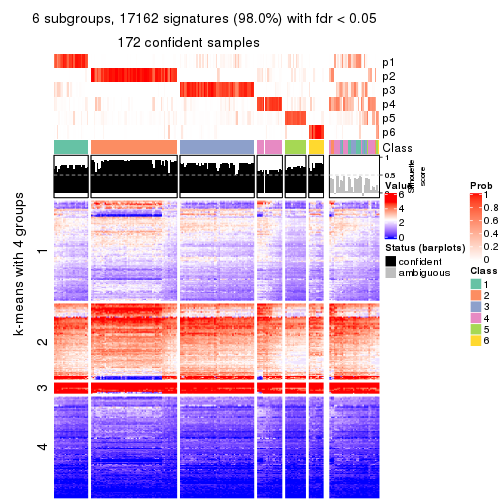 6 subgroups, 17162 signatures (98.0%) with fdr < 0.05
172 confident samples
p1
p2
p3
p4
p5
p6
Class
1
0.5
0
Silhouette
score
k-means with 4 groups
1
2
3
4
Value
6
4
2
0
Status (barplots)
confident
ambiguous
Prob
1
0.8
0.6
0.4
0.2
0
Class
1
2
3
4
5
6